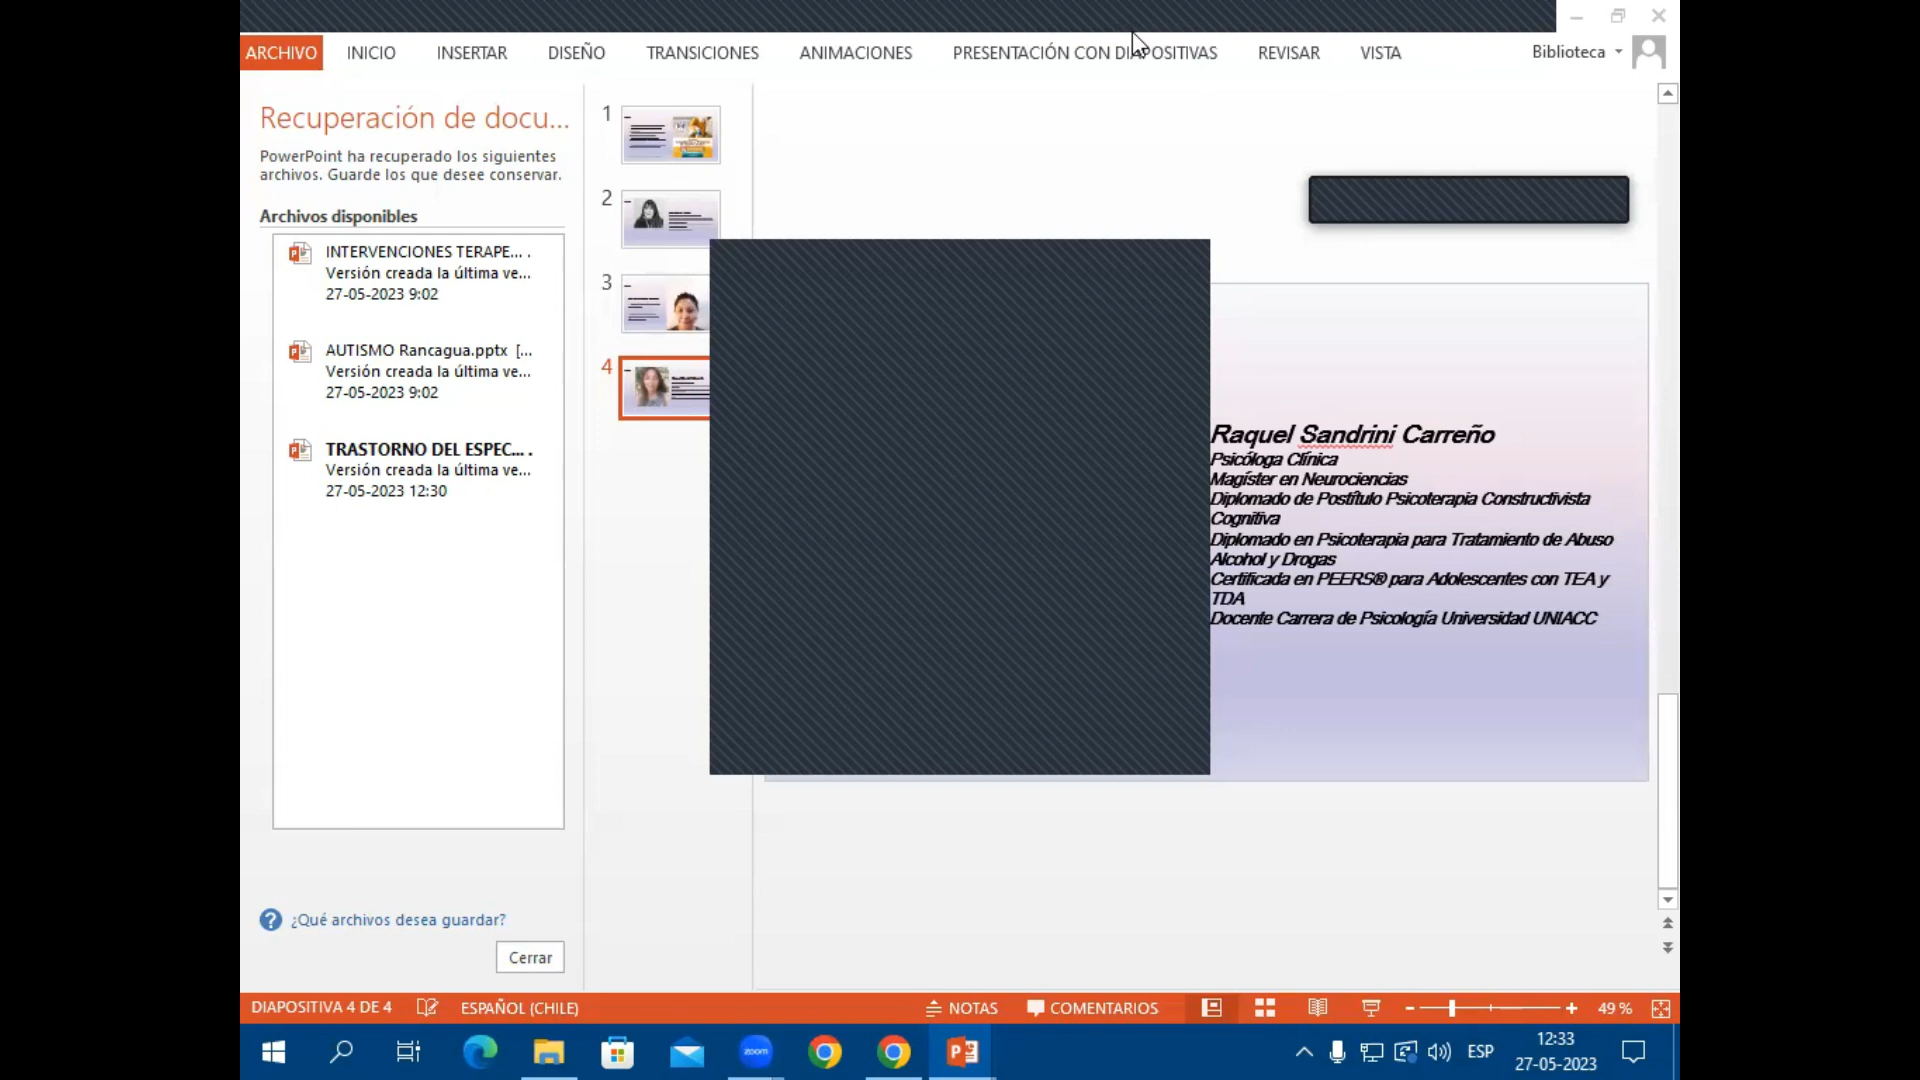 ARCHIVO INICIO INSERTAR DISEÑO TRANSICIONES ANIMACIONES PRESENTACIÓN CON DIAPOSITIVAS REVISAR VISTA Biblioteca
Recuperación de docu...
PowerPoint ha recuperado los siguientes
archivos. Guarde los que desee conservar.
Archivos disponibles
INTERVENCIONES TERAPE... .
Versión creada la última ve...
27-05-2023 9:02
AUTISMO Rancagua.pptx [...
Versión creada la última ve...
27-05-2023 9:02
TRASTORNO DEL ESPEC... .
Versión creada la última ve...
27-05-2023 12:30
¿Qué archivos desea guardar?
Cerrar
1
2
3
4
Raquel Sandrini Carreño
Psicóloga Clínica
Magíster en Neurociencias
Diplomado de Postítulo Psicoterapia Constructivista
Cognitiva
Diplomado en Psicoterapia para Tratamiento de Abuso
Alcohol y Drogas
Certificada en PEERS® para Adolescentes con TEA y
TDA
Docente Carrera de Psicología Universidad UNIACC
DIAPOSITIVA 4 DE 4 ESPAÑOL (CHILE) NOTAS COMENTARIOS 49 %
zoom
ESP
12:33
27-05-2023